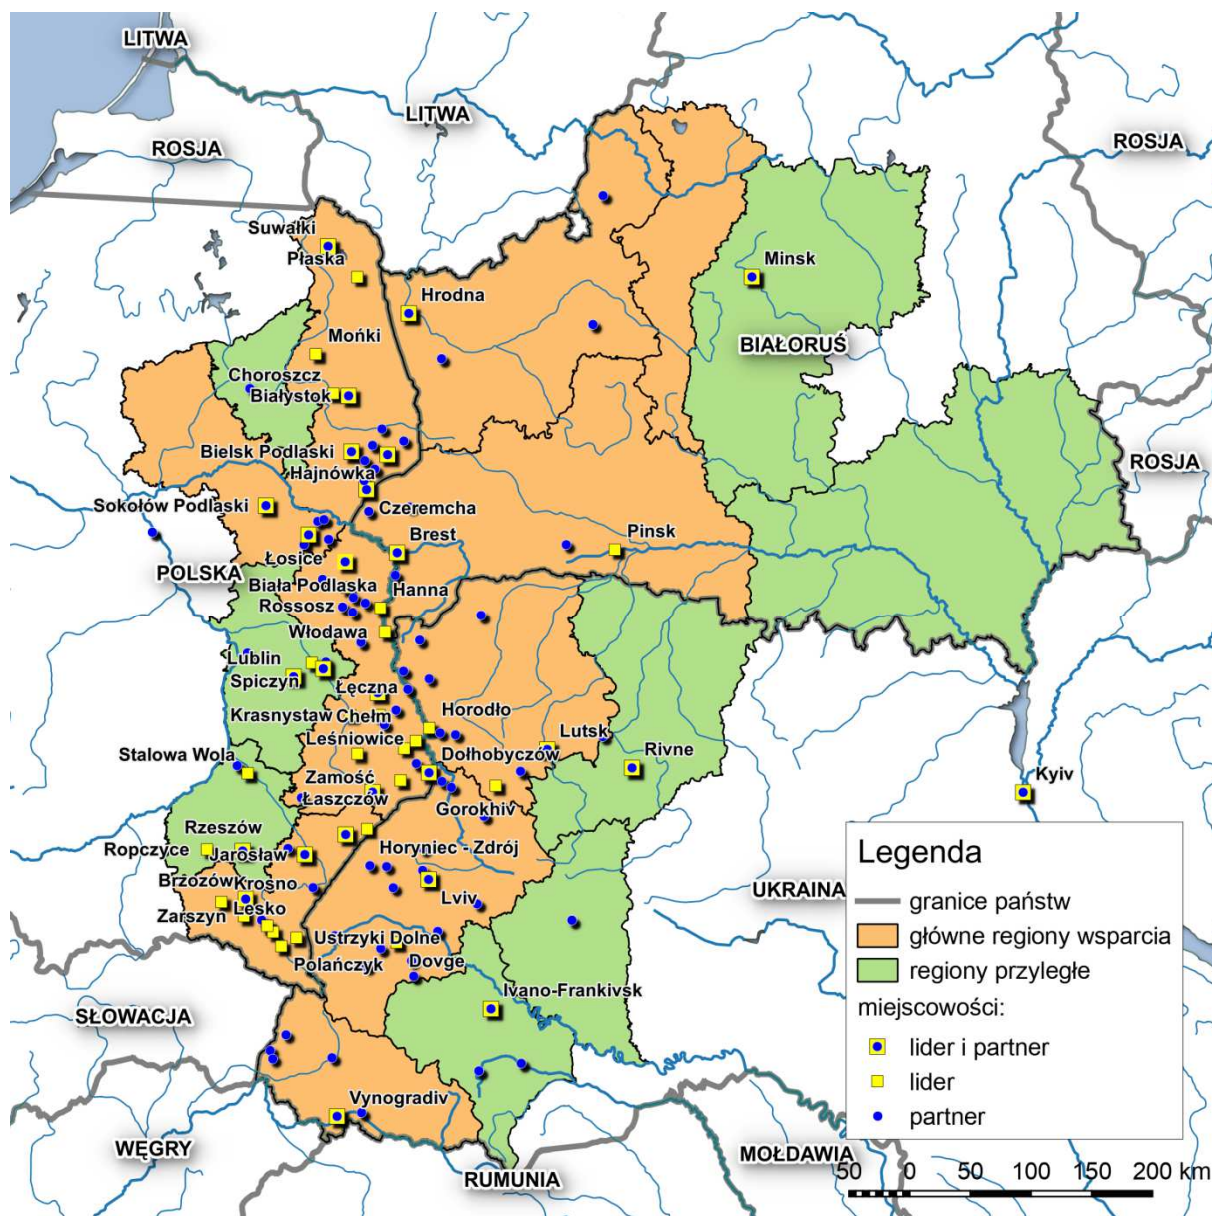 LITWA
LITWA
ROSJA
ROSJA
Suwałki
Płaska
Minsk
Hrodna
Mońki
BIAŁORUŚ
Choroszcz
Białystok
Bielsk Podlaski
ROSJA
Hajnówka
Sokołów Podlaski
Czeremcha
Brest
Pinsk
Łosice
POLSKA
Biała Podlaska
Hanna
Rossosz
Włodawa
Lublin
Spiczyn
Łęczna
Krasnystaw
Chełm
Horodło
Leśniowice
Lutsk
Stalowa Wola
Dołhobyczów
Rivne
Zamość
Kyiv
Łaszczów
Gorokhiv
Rzeszów
Ropczyce
Jarosław
Horyniec - Zdrój
Brzozów
Krosno
UKRAINA
Zarszyn
Lesko
Lviv
Ustrzyki Dolne
Polańczyk
Dovge
Ivano-Frankivsk
SŁOWACJA
Vynogradiv
WĘGRY
RUMUNIA
MOŁDAWIA
Legenda
granice państw
główne regiony wsparcia
regiony przyległe
miejscowości:
lider i partner
lider
partner
50 0 50 100 150 200 km